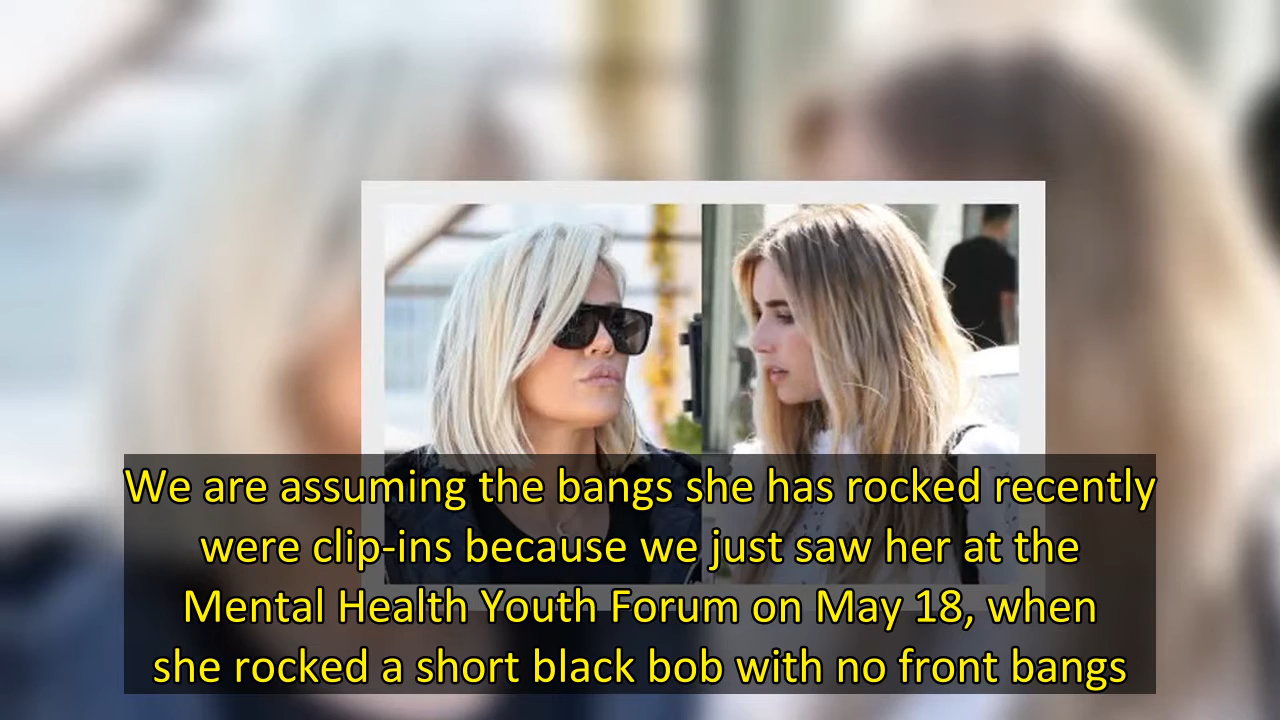 We are assuming the bangs she has rocked recently
were clip-ins because we just saw her at the
Mental Health Youth Forum on May 18, when
she rocked a short black bob with no front bangs